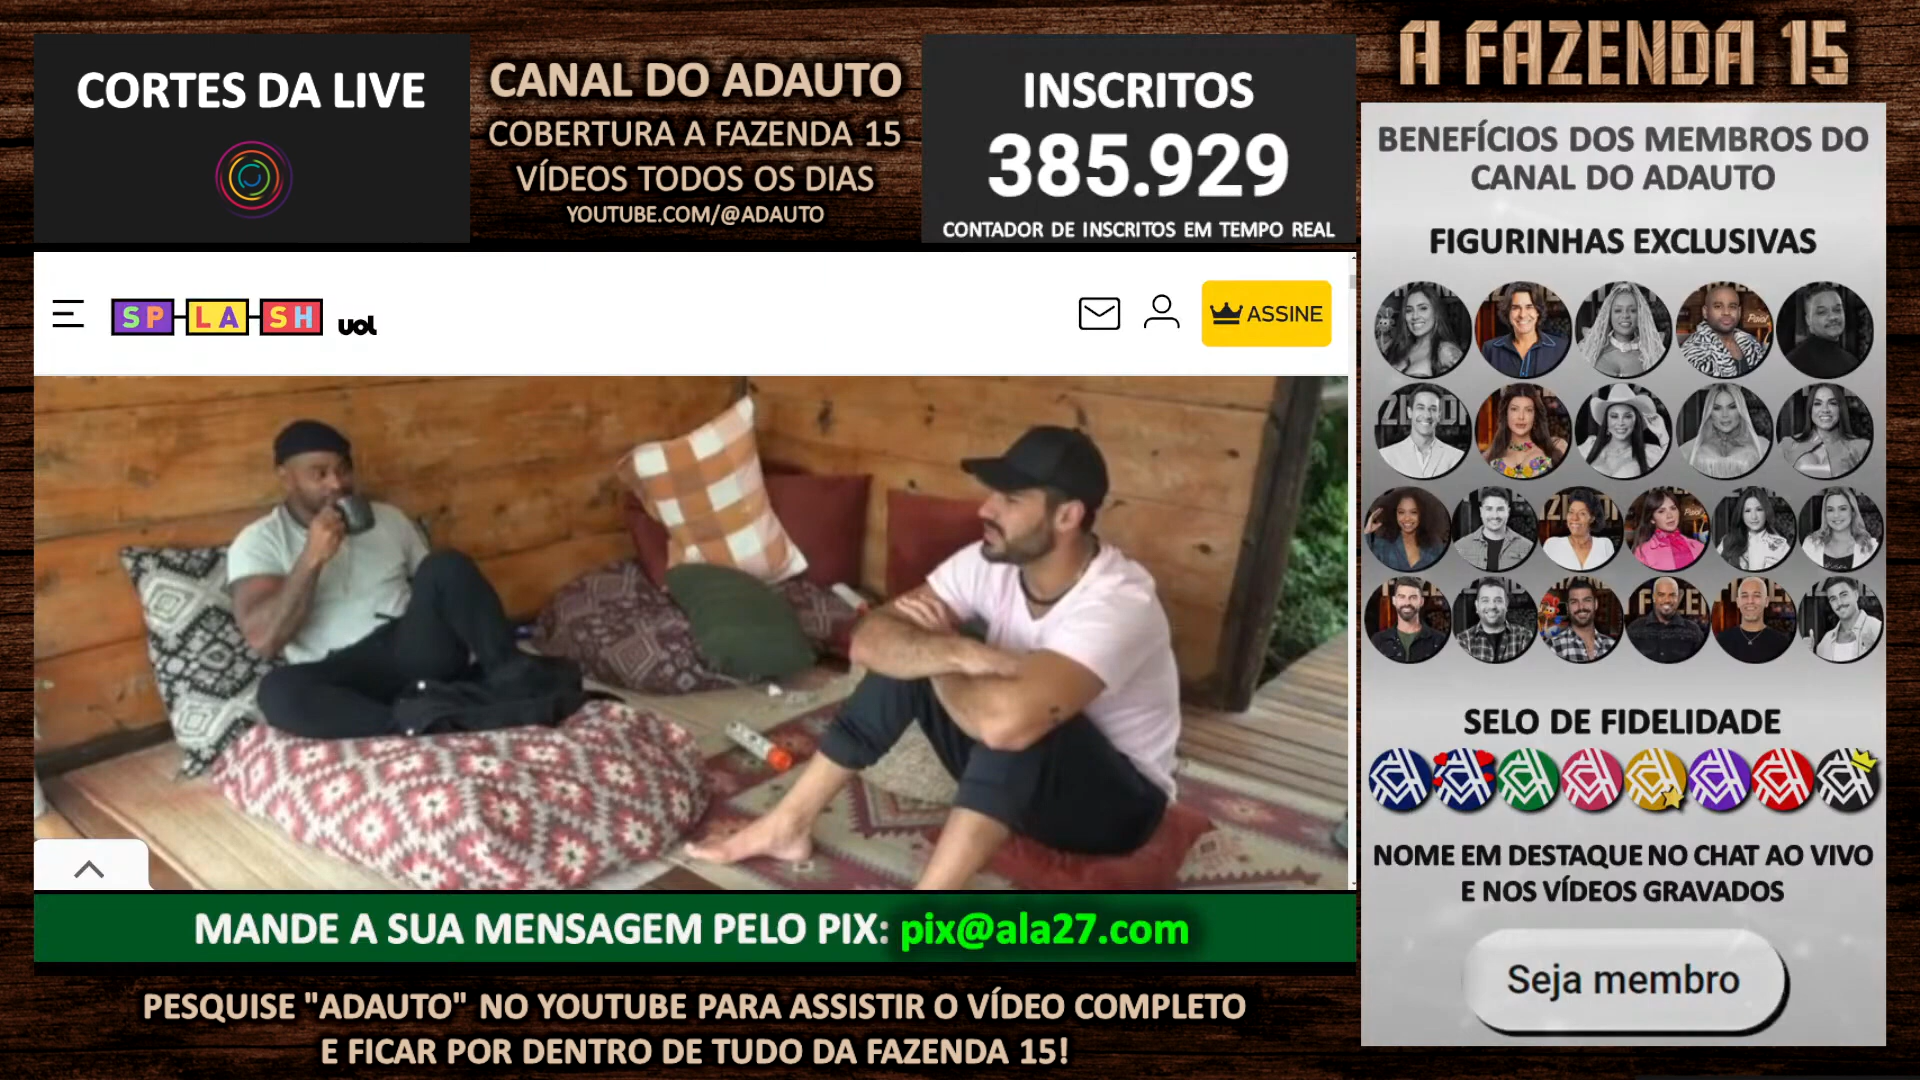 CORTES DA LIVE
CANAL DO ADAUTO
COBERTURA A FAZENDA 15
VÍDEOS TODOS OS DIAS
YOUTUBE.COM/@ADAUTO
INSCRITOS
385.929
CONTADOR DE INSCRITOS EM TEMPO REAL
A FAZENDA 15
BENEFÍCIOS DOS MEMBROS DO
CANAL DO ADAUTO
FIGURINHAS EXCLUSIVAS
SELO DE FIDELIDADE
NOME EM DESTAQUE NO CHAT AO VIVO
E NOS VÍDEOS GRAVADOS
Seja membro
SPLASH uol
ASSINE
MANDE A SUA MENSAGEM PELO PIX: pix@ala27.com
PESQUISE "ADAUTO" NO YOUTUBE PARA ASSISTIR O VÍDEO COMPLETO
E FICAR POR DENTRO DE TUDO DA FAZENDA 15!